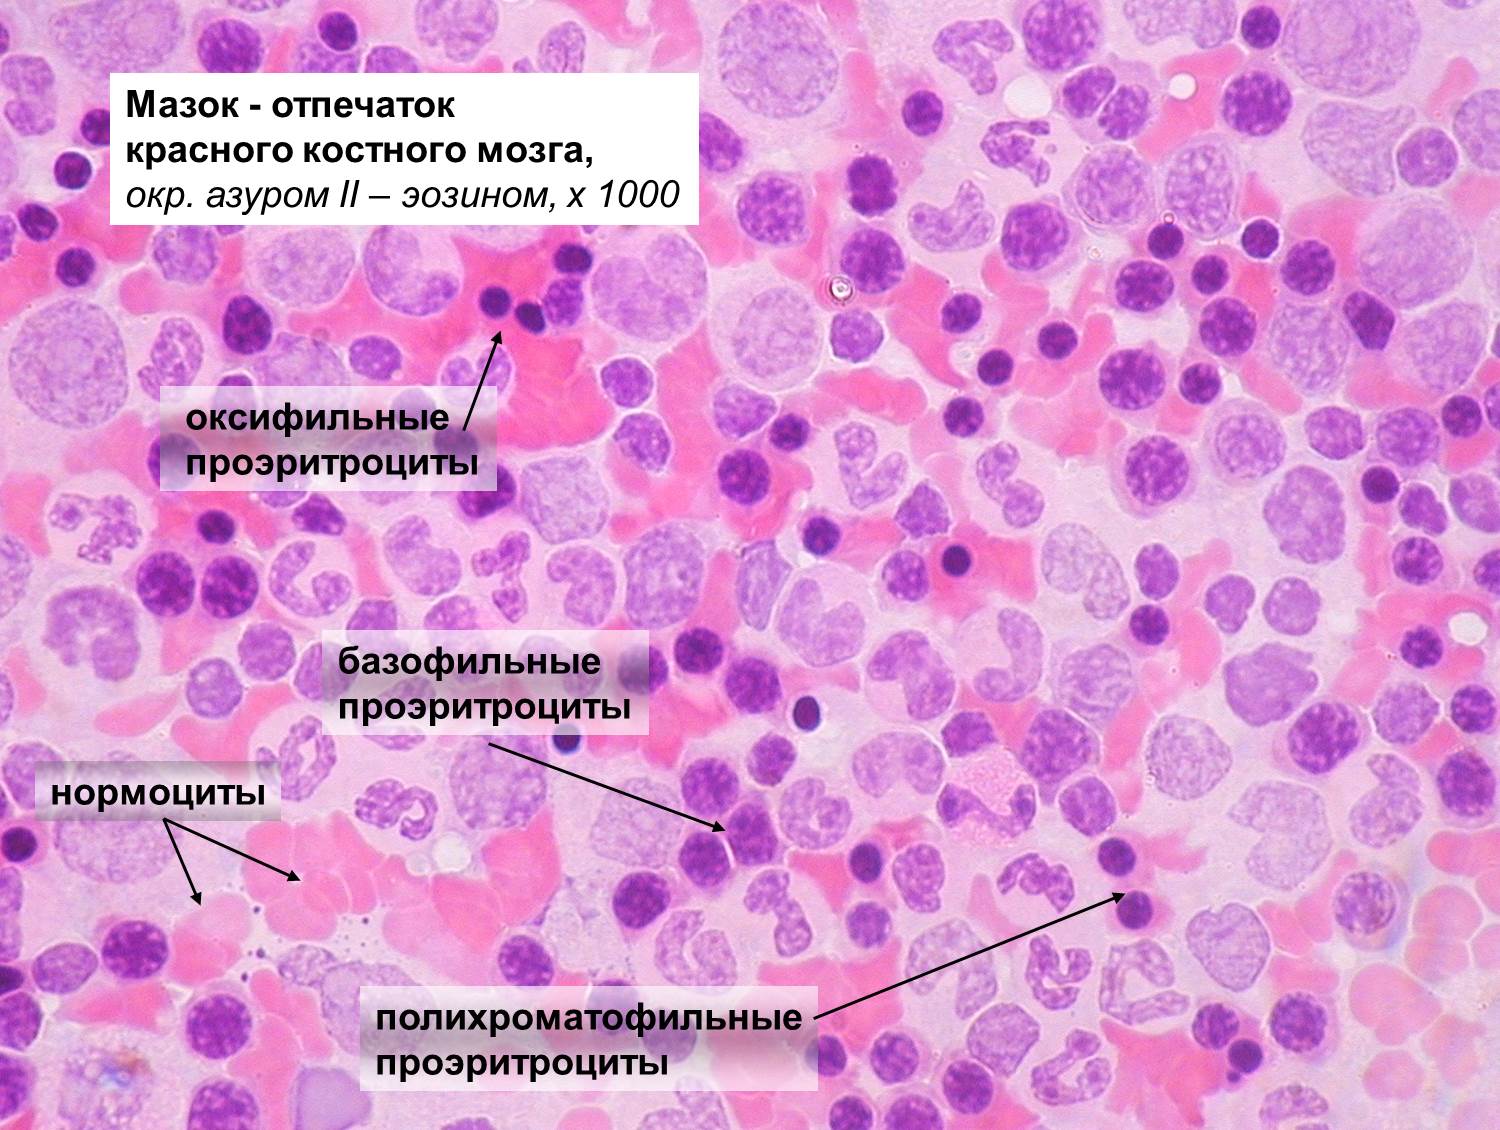 Мазок - отпечаток
красного костного мозга,
окр. азуром II – эозином, х 1000
оксифильные
проэритроциты
базофильные
проэритроциты
нормоциты
полихроматофильные
проэритроциты